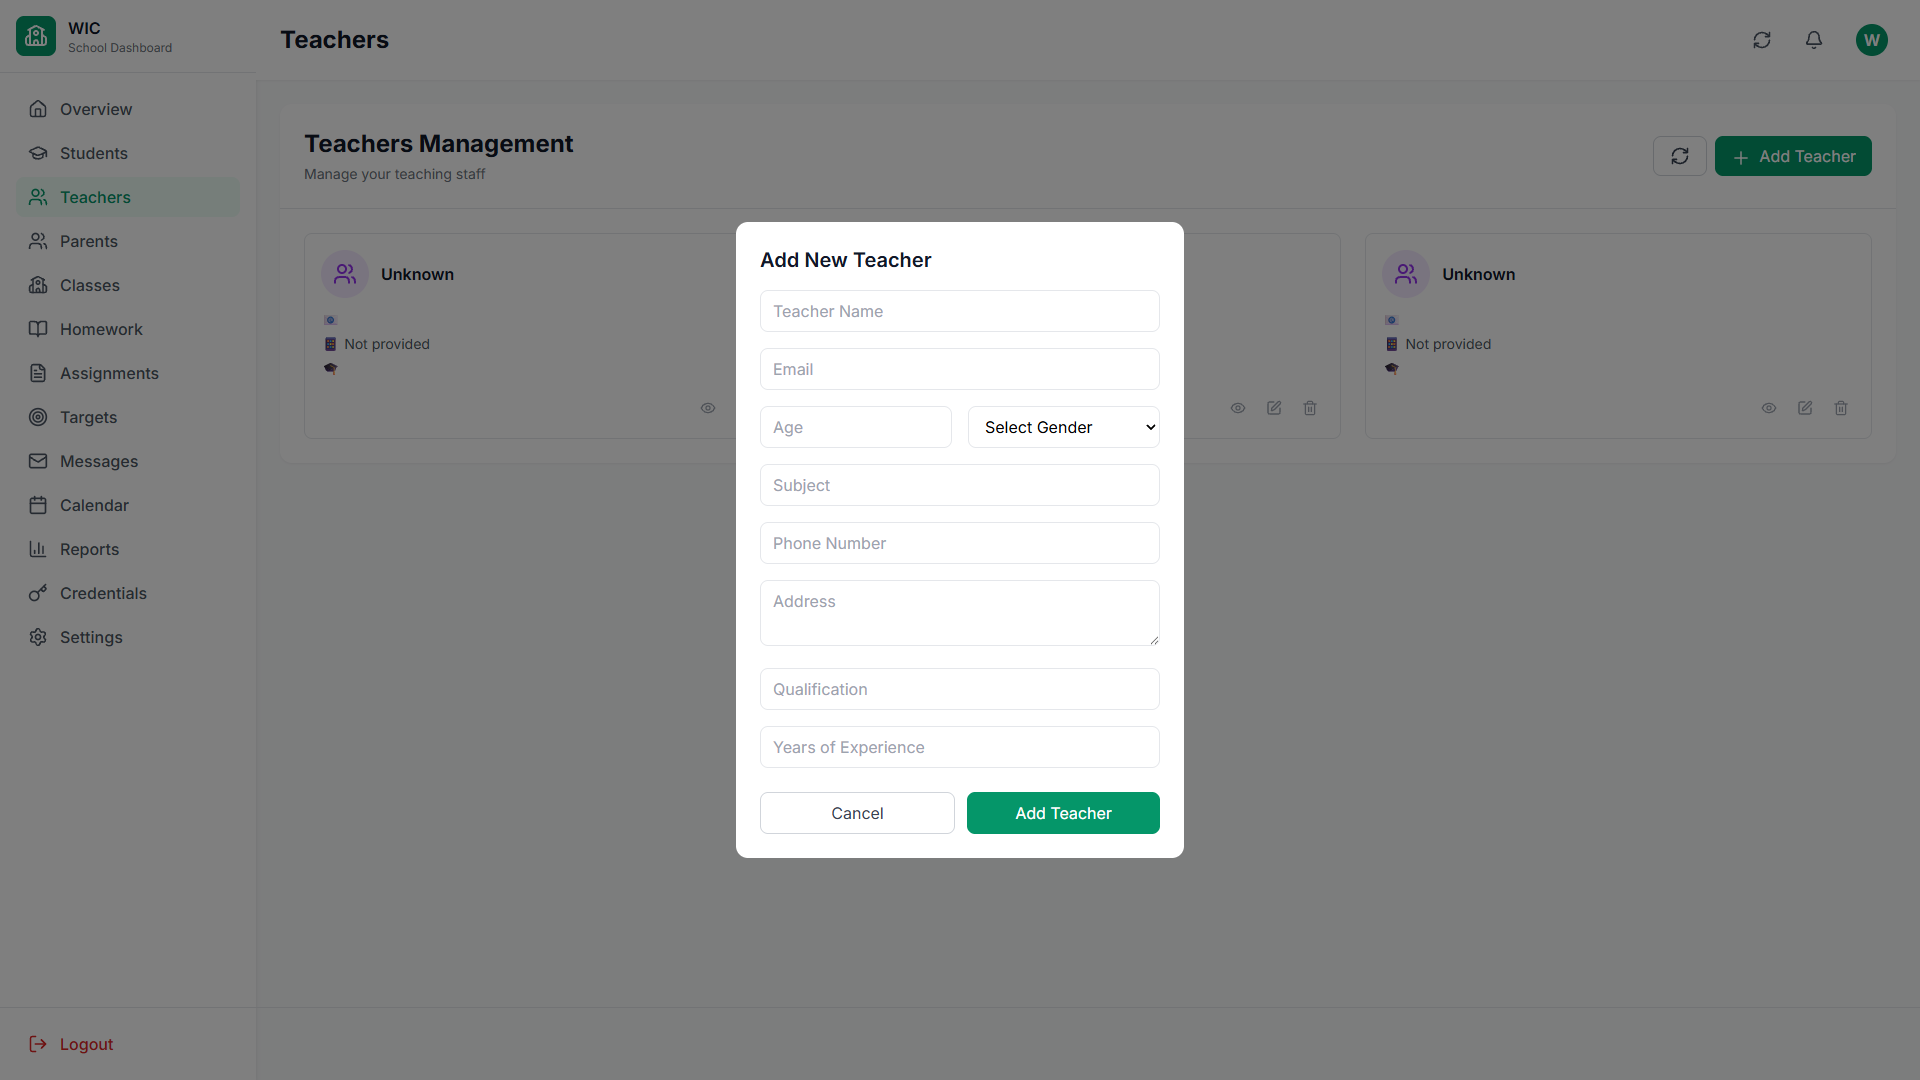 WIC
School Dashboard
Teachers
W
Overview
Students
Teachers
Parents
Classes
Homework
Assignments
Targets
Messages
Calendar
Reports
Credentials
Settings
Logout
Teachers Management
Manage your teaching staff
Add Teacher
Unknown
Not provided
Unknown
Not provided
Add New Teacher
Teacher Name
Email
Age
Select Gender
Subject
Phone Number
Address
Qualification
Years of Experience
Cancel
Add Teacher